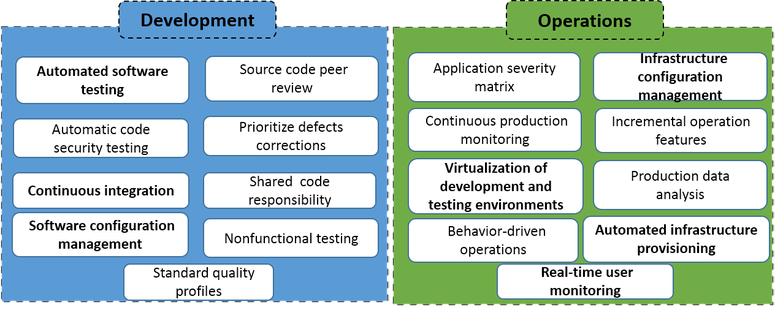 Development
Automated software
testing
Source code peer
review
Automatic code
security testing
Prioritize defects
corrections
Continuous integration
Shared code
responsibility
Software configuration
management
Nonfunctional testing
Standard quality
profiles
Operations
Application severity
matrix
Infrastructure
configuration
management
Continuous production
monitoring
Incremental operation
features
Virtualization of
development and
testing environments
Production data
analysis
Behavior-driven
operations
Automated infrastructure
provisioning
Real-time user
monitoring